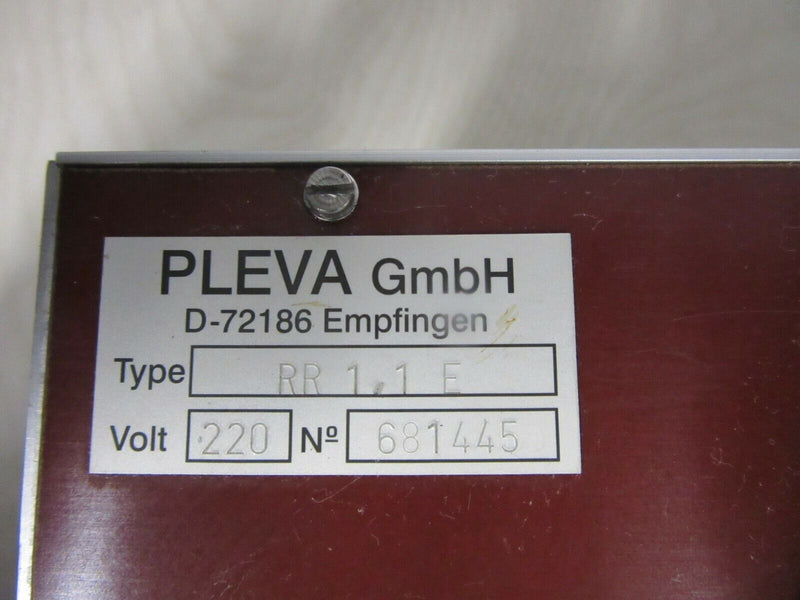 PLEVA GmbH
D-72186 Empfingen
Type RR 1.1 E
Volt 220 Nº 681445